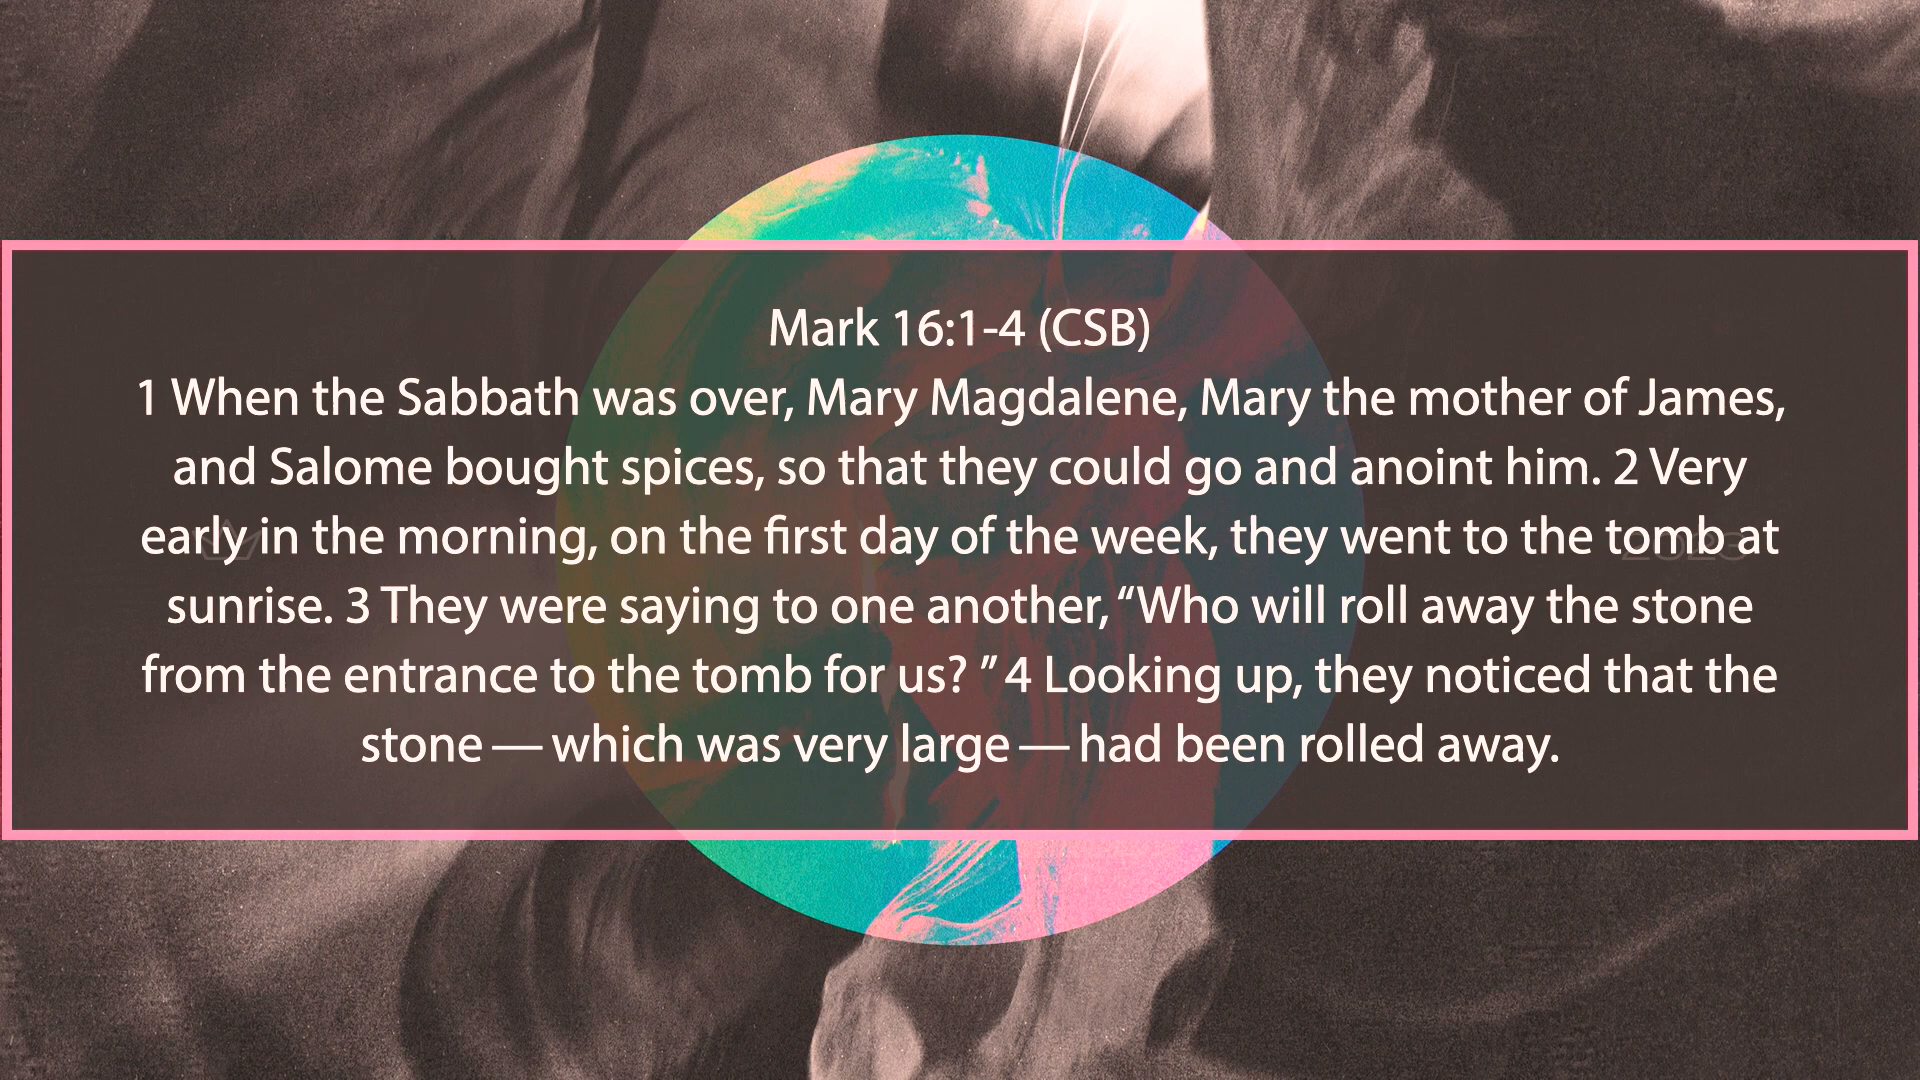 Mark 16:1-4 (CSB)
1 When the Sabbath was over, Mary Magdalene, Mary the mother of James,
and Salome bought spices, so that they could go and anoint him. 2 Very
early in the morning, on the first day of the week, they went to the tomb at
sunrise. 3 They were saying to one another, “Who will roll away the stone
from the entrance to the tomb for us? ” 4 Looking up, they noticed that the
stone — which was very large — had been rolled away.